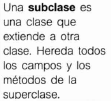 Una subclase es
una clase que
extiende a otra
clase. Hereda todos
los campos y los
métodos de la
superclase.